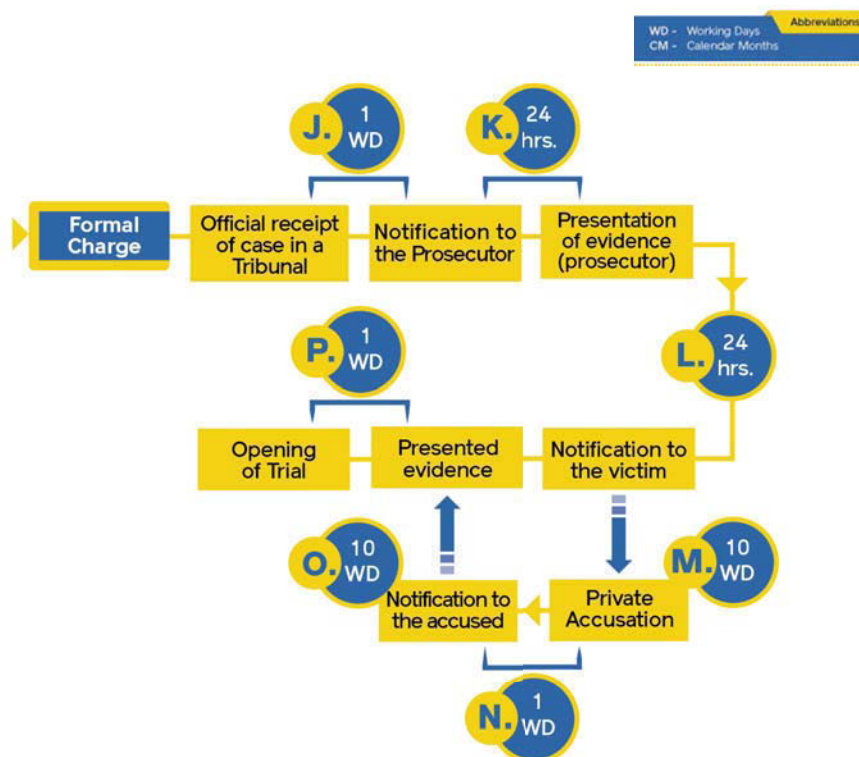 Abbreviations
WD - Working Days
CM - Calendar Months
J.
1
WD
K.
24
hrs.
Formal
Charge
Official receipt
of case in a
Tribunal
Notification to
the Prosecutor
Presentation
of evidence
(prosecutor)
L.
24
hrs.
P.
1
WD
Opening
of Trial
Presented
evidence
Notification to
the victim
O.
10
WD
Notification to
the accused
Private
Accusation
M.
10
WD
N.
1
WD